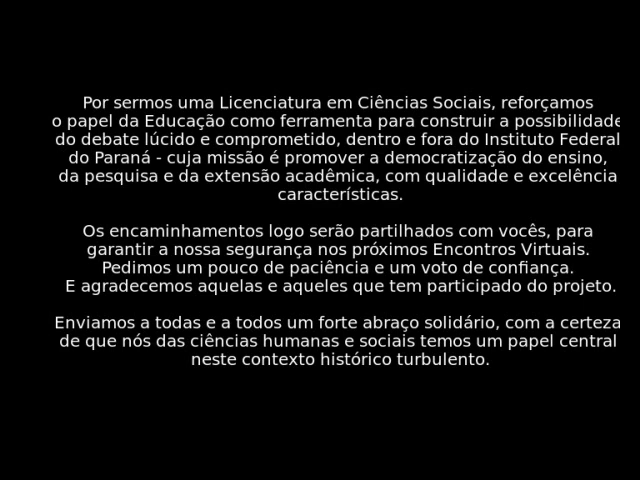 Por sermos uma Licenciatura em Ciências Sociais, reforçamos
o papel da Educação como ferramenta para construir a possibilidade
do debate lúcido e comprometido, dentro e fora do Instituto Federal
do Paraná - cuja missão é promover a democratização do ensino,
da pesquisa e da extensão acadêmica, com qualidade e excelência
características.
Os encaminhamentos logo serão partilhados com vocês, para
garantir a nossa segurança nos próximos Encontros Virtuais.
Pedimos um pouco de paciência e um voto de confiança.
E agradecemos aquelas e aqueles que tem participado do projeto.
Enviamos a todas e a todos um forte abraço solidário, com a certeza
de que nós das ciências humanas e sociais temos um papel central
neste contexto histórico turbulento.